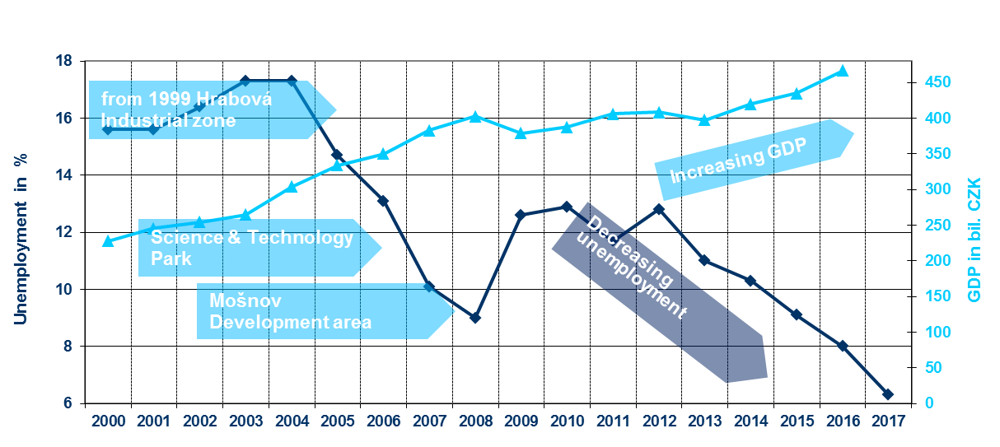 18
16
14
12
10
8
6
Unemployment in %
450
400
350
300
250
200
150
100
50
0
GDP in bil. CZK
from 1999 Hrabová
Industrial zone
Increasing GDP
Science & Technology
Park
Decreasing
unemployment
Mošnov
Development area
2000 2001 2002 2003 2004 2005 2006 2007 2008 2009 2010 2011 2012 2013 2014 2015 2016 2017